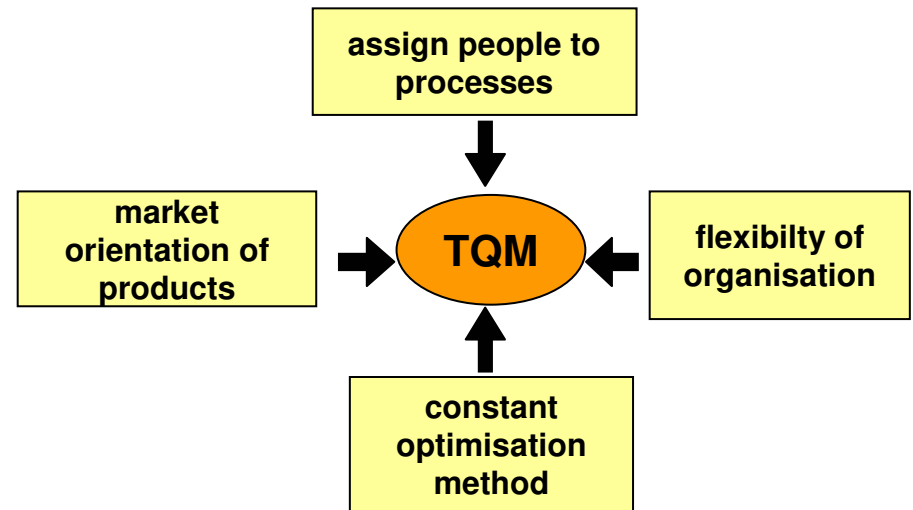 assign people to
processes
market
orientation of
products
TQM
flexibilty of
organisation
constant
optimisation
method